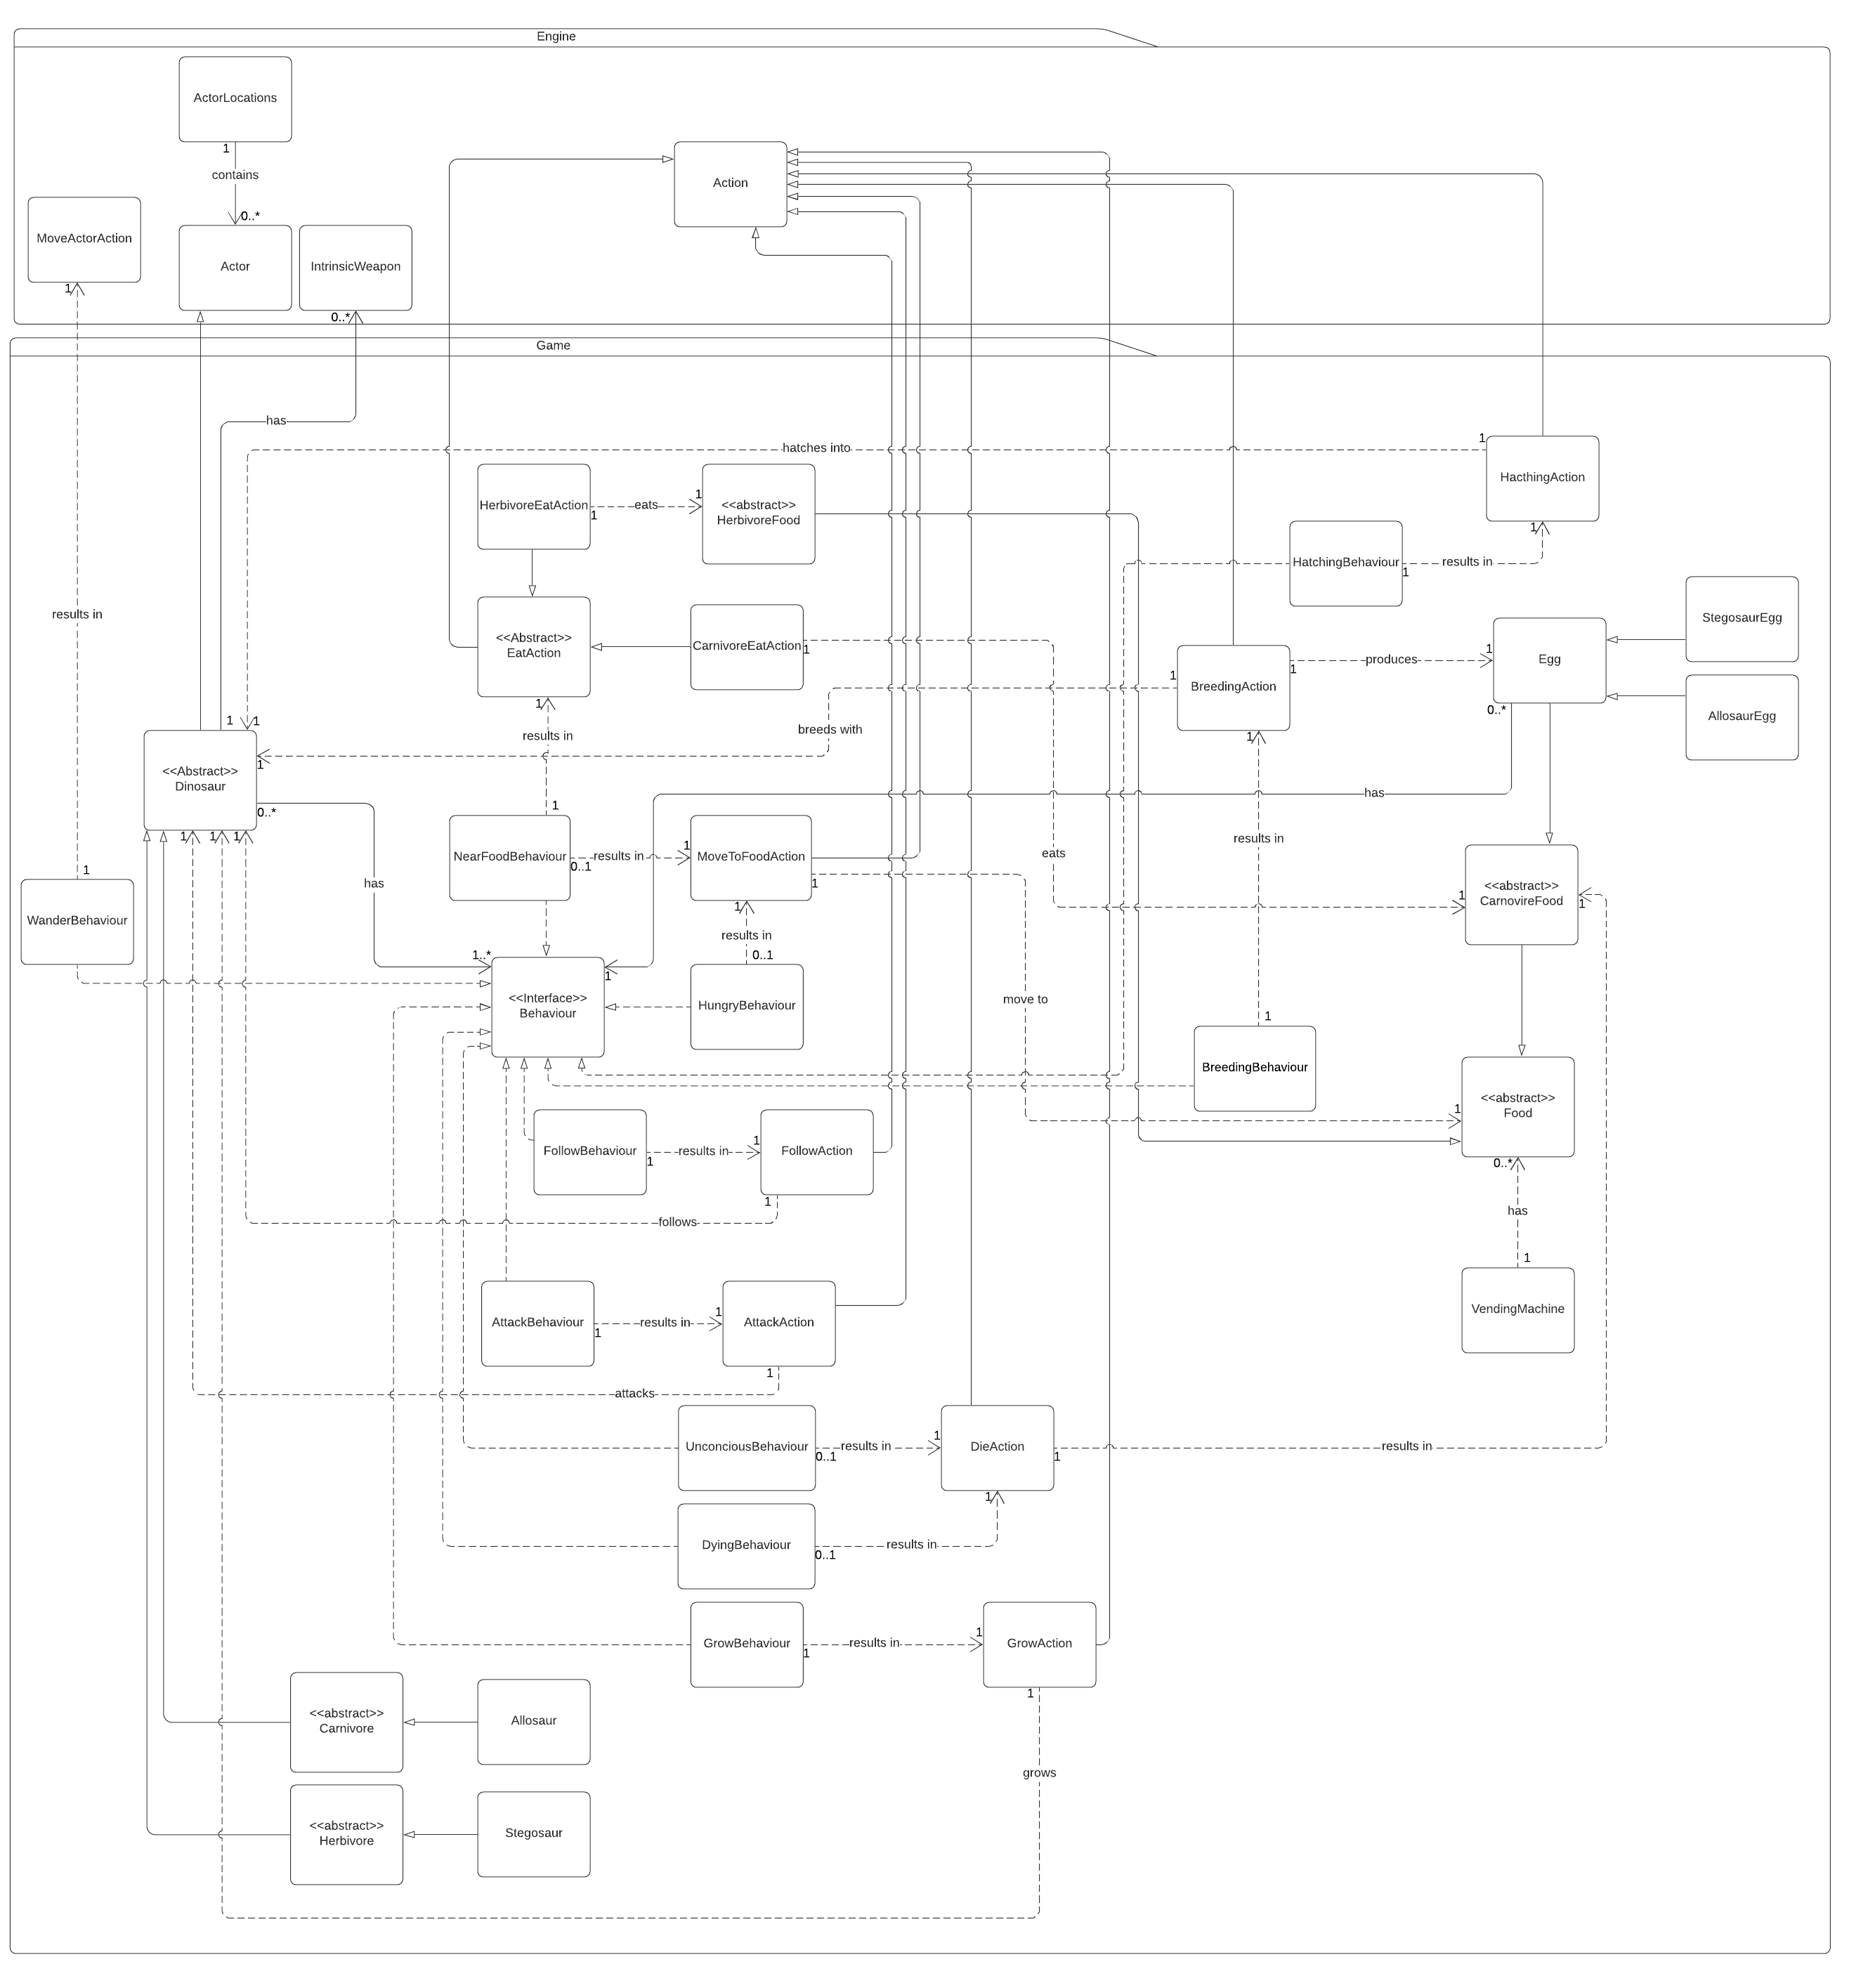 Engine
ActorLocations
1
contains
0..*
Action
MoveActorAction
Actor
IntrinsicWeapon
1
0..*
Game
has
1
hatches into
HacthingAction
HerbivoreEatAction
1
eats
1
<<abstract>>
HerbivoreFood
1
HatchingBehaviour
1
results in
results in
<<Abstract>>
EatAction
CarnivoreEatAction
1
StegosaurEgg
Egg
1
produces
1
BreedingAction
1
AllosaurEgg
1
results in
1
1
breeds with
0..*
1
<<Abstract>>
Dinosaur
1
0..*
has
1
1
1
1
results in
NearFoodBehaviour
0..1
results in
1
MoveToFoodAction
1
eats
1
<<abstract>>
CarnovireFood
1
1
WanderBehaviour
has
1
results in
0..1
1..*
1
<<Interface>>
Behaviour
HungryBehaviour
move to
1
BreedingBehaviour
<<abstract>>
Food
1
0..*
FollowBehaviour
1
results in
1
FollowAction
1
follows
has
1
VendingMachine
AttackBehaviour
1
results in
1
AttackAction
1
attacks
UnconciousBehaviour
0..1
results in
1
DieAction
1
results in
1
DyingBehaviour
0..1
results in
GrowBehaviour
1
results in
1
GrowAction
1
<<abstract>>
Carnivore
Allosaur
grows
<<abstract>>
Herbivore
Stegosaur